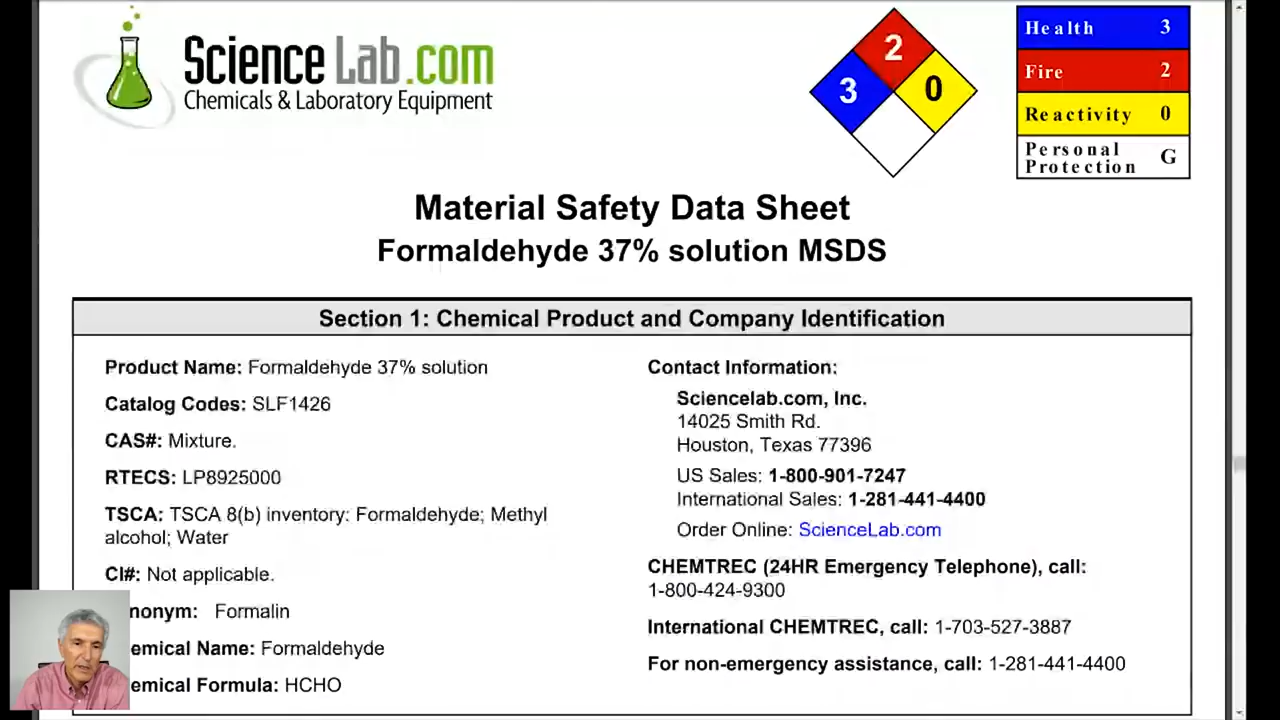 Science Lab.com
Chemicals & Laboratory Equipment
2
3
0
Health 3
Fire 2
Reactivity 0
Personal
Protection G
Material Safety Data Sheet
Formaldehyde 37% solution MSDS
Section 1: Chemical Product and Company Identification
Product Name: Formaldehyde 37% solution
Catalog Codes: SLF1426
CAS#: Mixture.
RTECS: LP8925000
TSCA: TSCA 8(b) inventory: Formaldehyde; Methyl
alcohol; Water
CI#: Not applicable.
nonym: Formalin
emical Name: Formaldehyde
emical Formula: HCHO
Contact Information:
Sciencelab.com, Inc.
14025 Smith Rd.
Houston, Texas 77396
US Sales: 1-800-901-7247
International Sales: 1-281-441-4400
Order Online: ScienceLab.com
CHEMTREC (24HR Emergency Telephone), call:
1-800-424-9300
International CHEMTREC, call: 1-703-527-3887
For non-emergency assistance, call: 1-281-441-4400